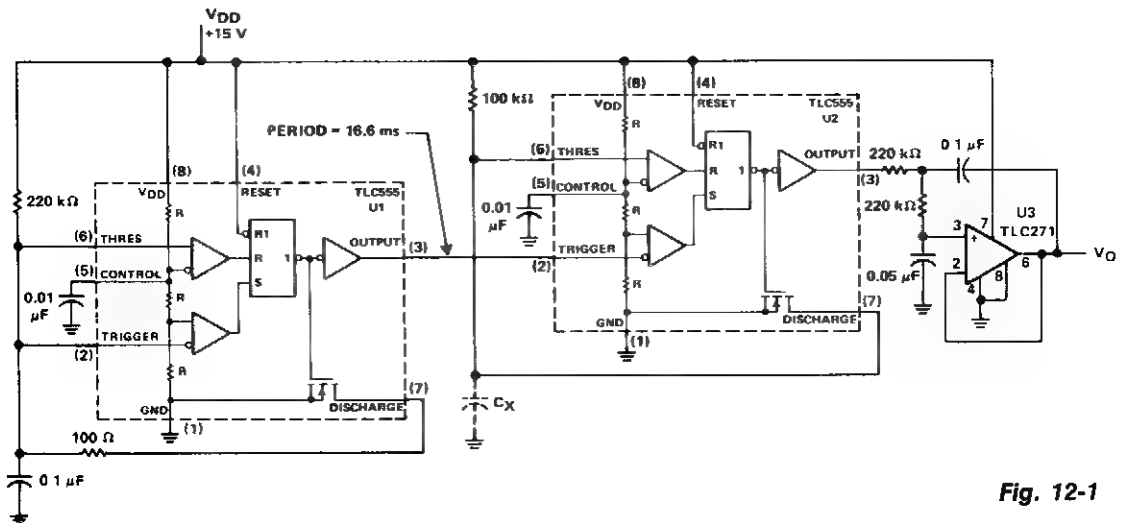 VDD
+15 V
220 kΩ
(8)
(4)
VDD
RESET
TLC555
U1
R
(6)
THRES
(5)
CONTROL
0.01
µF
R
R1
R
S
1
OUTPUT
(3)
TRIGGER
(2)
R
GND
(1)
DISCHARGE
(7)
100 Ω
0 1 µF
PERIOD = 16.6 ms
100 kΩ
(8)
(4)
VDD
RESET
TLC555
U2
R
(6)
THRES
(5)
CONTROL
0.01
µF
R
R1
R
S
1
OUTPUT
(3)
TRIGGER
(2)
R
GND
(1)
DISCHARGE
(7)
CX
220 kΩ
0 1 µF
220 kΩ
0.05 µF
U3
TLC271
3
7
+
2
-
4
8
6
VO
Fig. 12-1